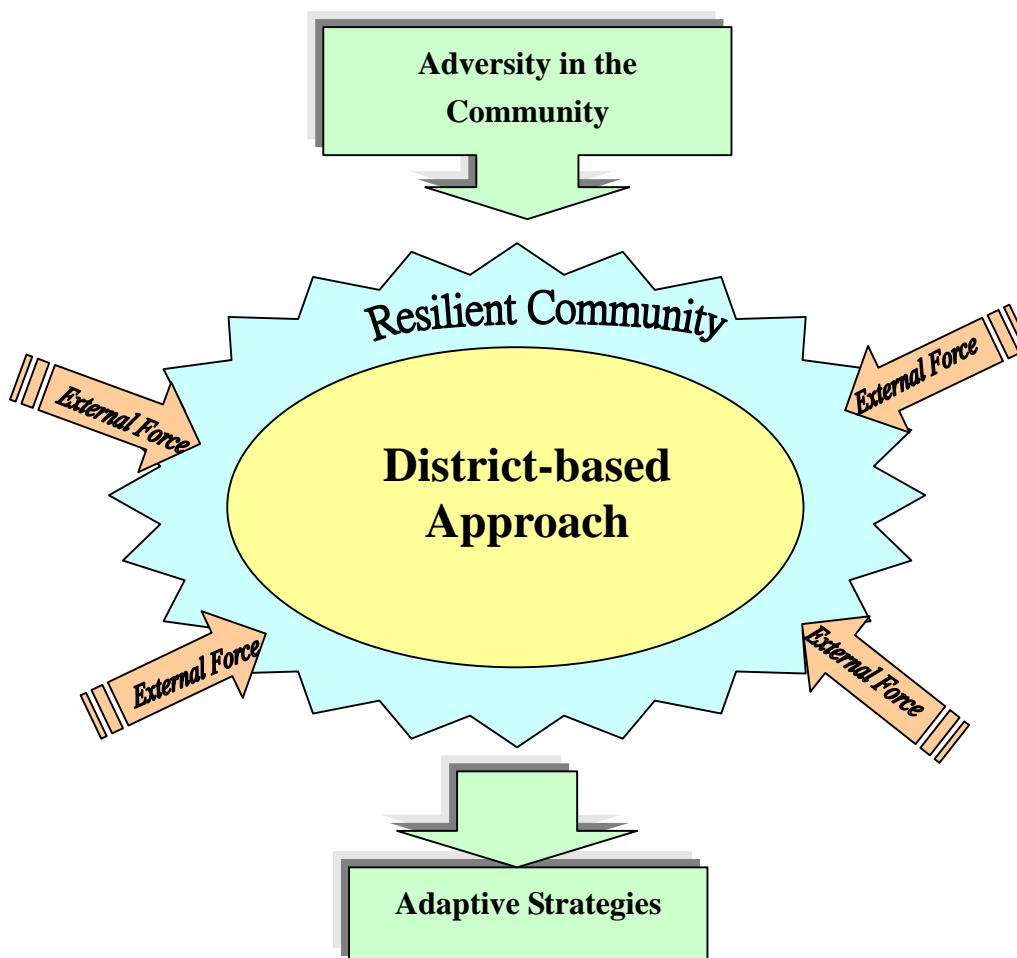 Adversity in the
Community
Resilient Community
External Force
External Force
District-based
Approach
External Force
External Force
Adaptive Strategies